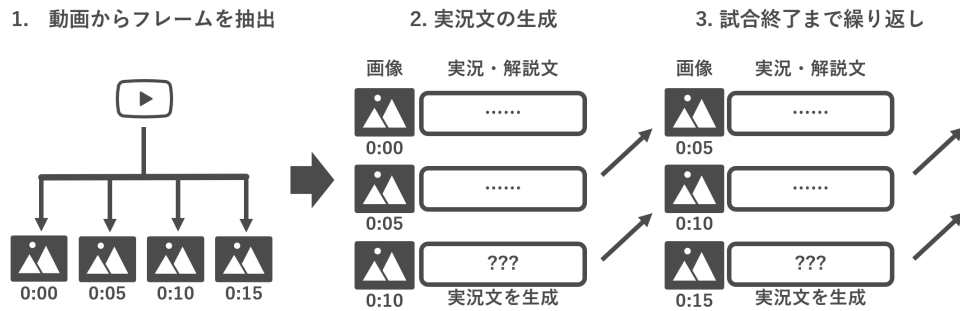 1. 動画からフレームを抽出
0:00
0:05
0:10
0:15
2. 実況文の生成
画像
実況・解説文
......
0:00
......
0:05
???
0:10
実況文を生成
3. 試合終了まで繰り返し
画像
実況・解説文
......
0:05
......
0:10
???
0:15
実況文を生成